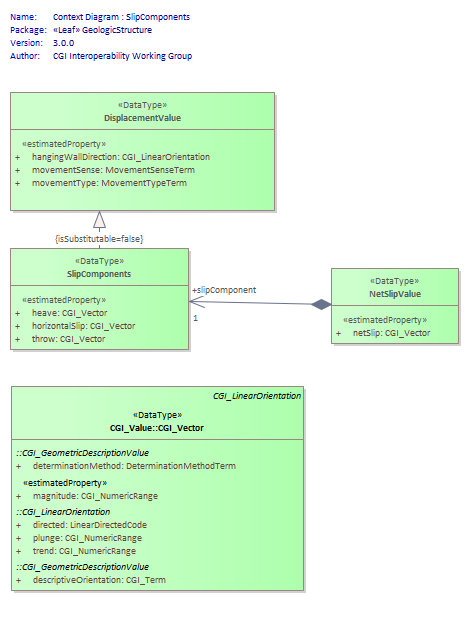 Name: Context Diagram : SlipComponents
Package: «Leaf» GeologicStructure
Version: 3.0.0
Author: CGI Interoperability Working Group
«DataType»
DisplacementValue
«estimatedProperty»
+ hangingWallDirection: CGI_LinearOrientation
+ movementSense: MovementSenseTerm
+ movementType: MovementTypeTerm
{isSubstitutable=false}
«DataType»
SlipComponents
«estimatedProperty»
+ heave: CGI_Vector
+ horizontalSlip: CGI_Vector
+ throw: CGI_Vector
+slipComponent
1
«DataType»
NetSlipValue
«estimatedProperty»
+ netSlip: CGI_Vector
CGI_LinearOrientation
«DataType»
CGI_Value::CGI_Vector
::CGI_GeometricDescriptionValue
+ determinationMethod: DeterminationMethodTerm
«estimatedProperty»
+ magnitude: CGI_NumericRange
::CGI_LinearOrientation
+ directed: LinearDirectedCode
+ plunge: CGI_NumericRange
+ trend: CGI_NumericRange
::CGI_GeometricDescriptionValue
+ descriptiveOrientation: CGI_Term